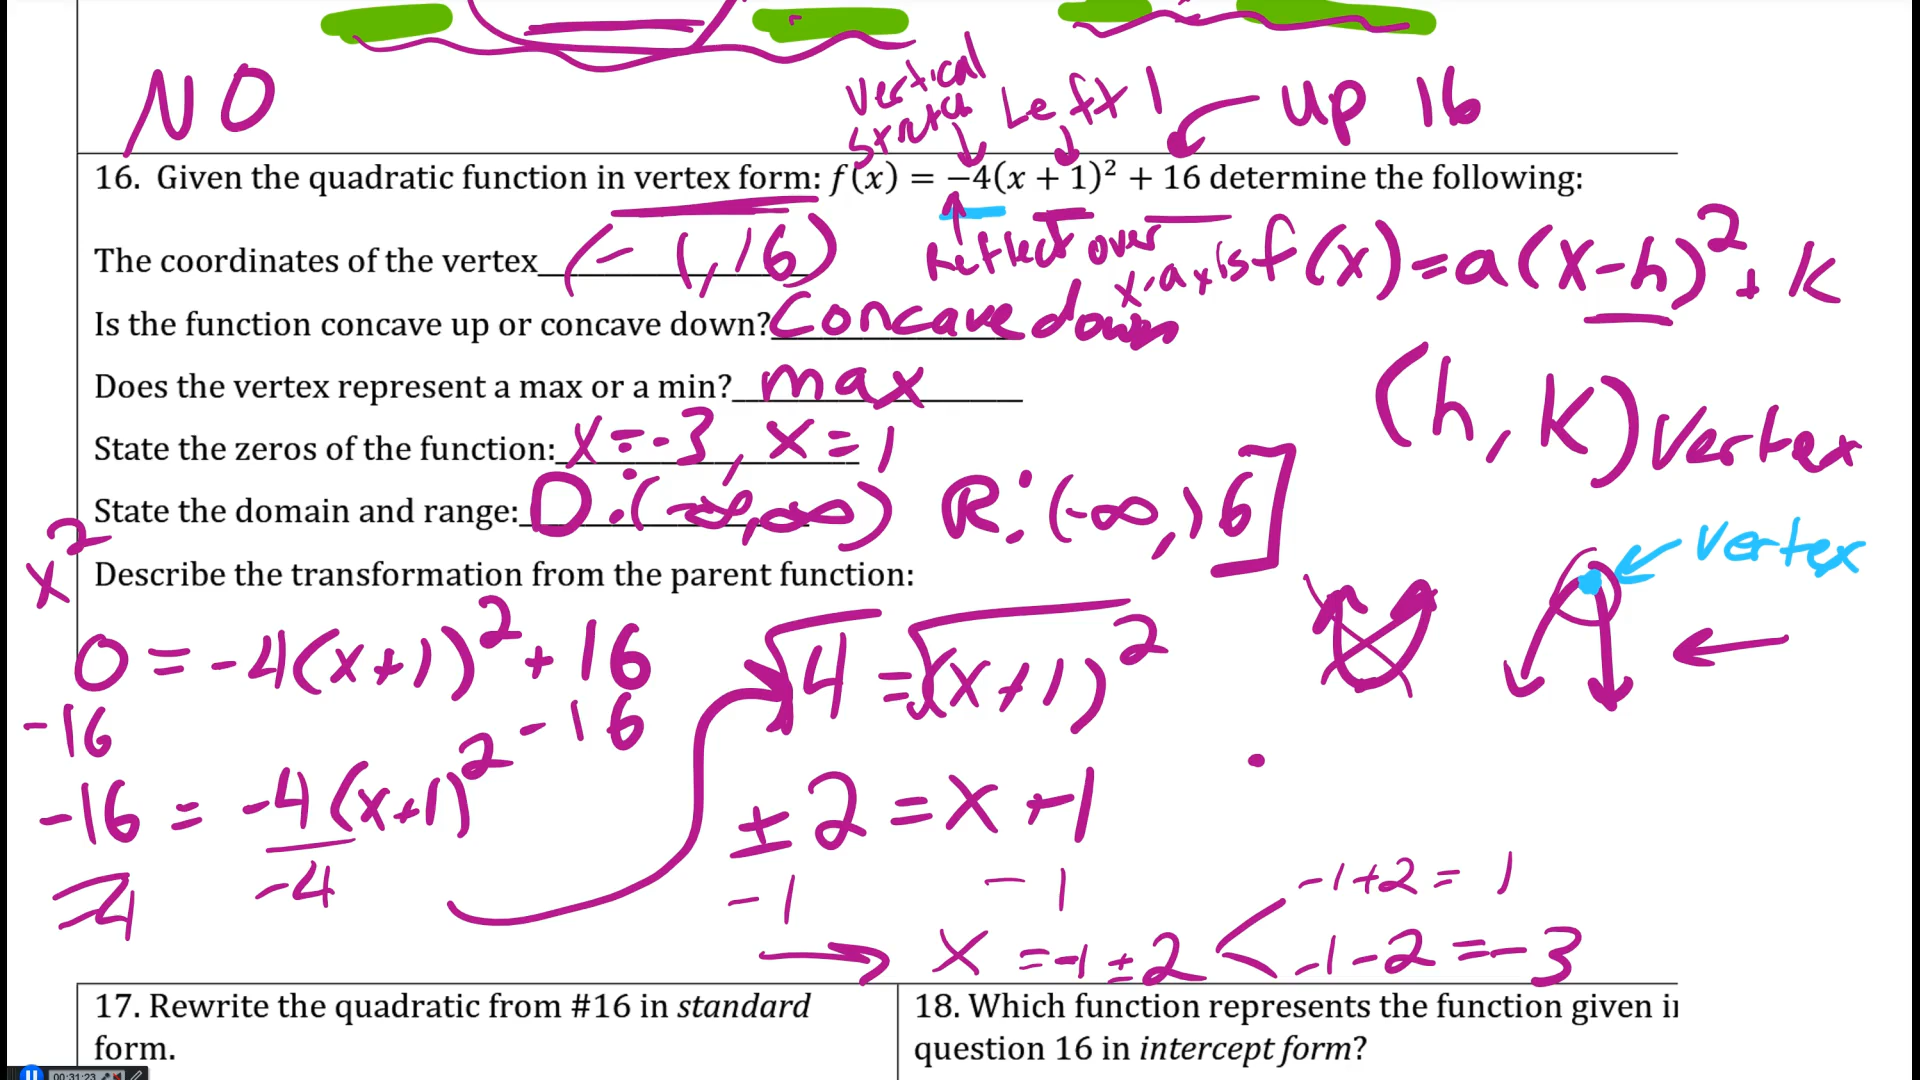 NO
Vertical
stretch
Left 1
Up 16
16. Given the quadratic function in vertex form: f(x) = −4(x + 1)² + 16 determine the following:
Reflect over
x-axis
f(x)=a(x-h)²+k
The coordinates of the vertex (-1,16)
Is the function concave up or concave down? Concave down
(h,k) Vertex
Does the vertex represent a max or a min? max
State the zeros of the function: x=-3, x=1
State the domain and range: D:(-∞,∞) R:(-∞,16]
x²
Vertex
Describe the transformation from the parent function:
0=-4(x+1)²+16
-16 -16
-16 = -4(x+1)²
-4 -4
√4=√(x+1)²
±2=x+1
-1 -1
x=-1±2
-1+2=1
-1-2=-3
17. Rewrite the quadratic from #16 in standard
form.
18. Which function represents the function given
question 16 in intercept form?
00:31:23